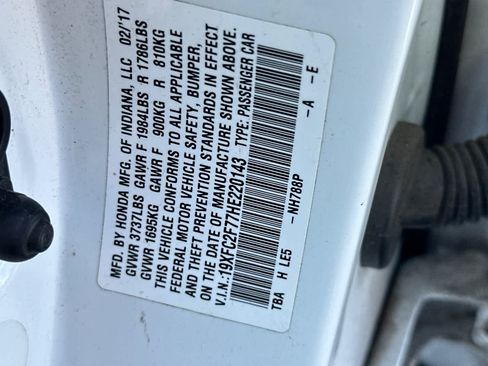 MFD. BY HONDA MFG. OF INDIANA, LLC 02/17
GVWR 3737LBS GAWR F 1984LBS R 1786LBS
GVWR 1695KG GAWR F 900KG R 810KG
THIS VEHICLE CONFORMS TO ALL APPLICABLE
FEDERAL MOTOR VEHICLE SAFETY, BUMPER,
AND THEFT PREVENTION STANDARDS IN EFFECT
ON THE DATE OF MANUFACTURE SHOWN ABOVE.
V.I.N.:19XFC2F77HE220143 TYPE: PASSENGER CAR
-NH788P -A -E
TBA H LE5